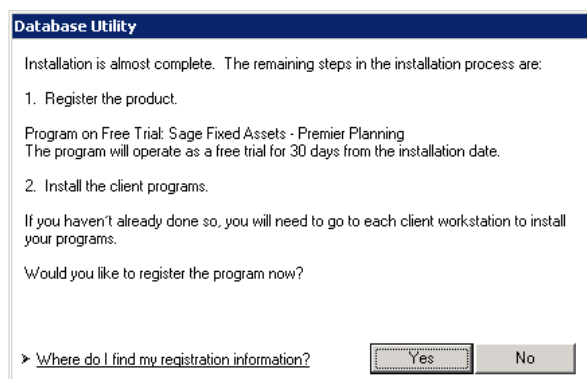 Database Utility
Installation is almost complete.  The remaining steps in the installation process are:
1.  Register the product.
Program on Free Trial: Sage Fixed Assets - Premier Planning
The program will operate as a free trial for 30 days from the installation date.
2.  Install the client programs.
If you haven't already done so, you will need to go to each client workstation to install
your programs.
Would you like to register the program now?
➤ Where do I find my registration information?
Yes
No